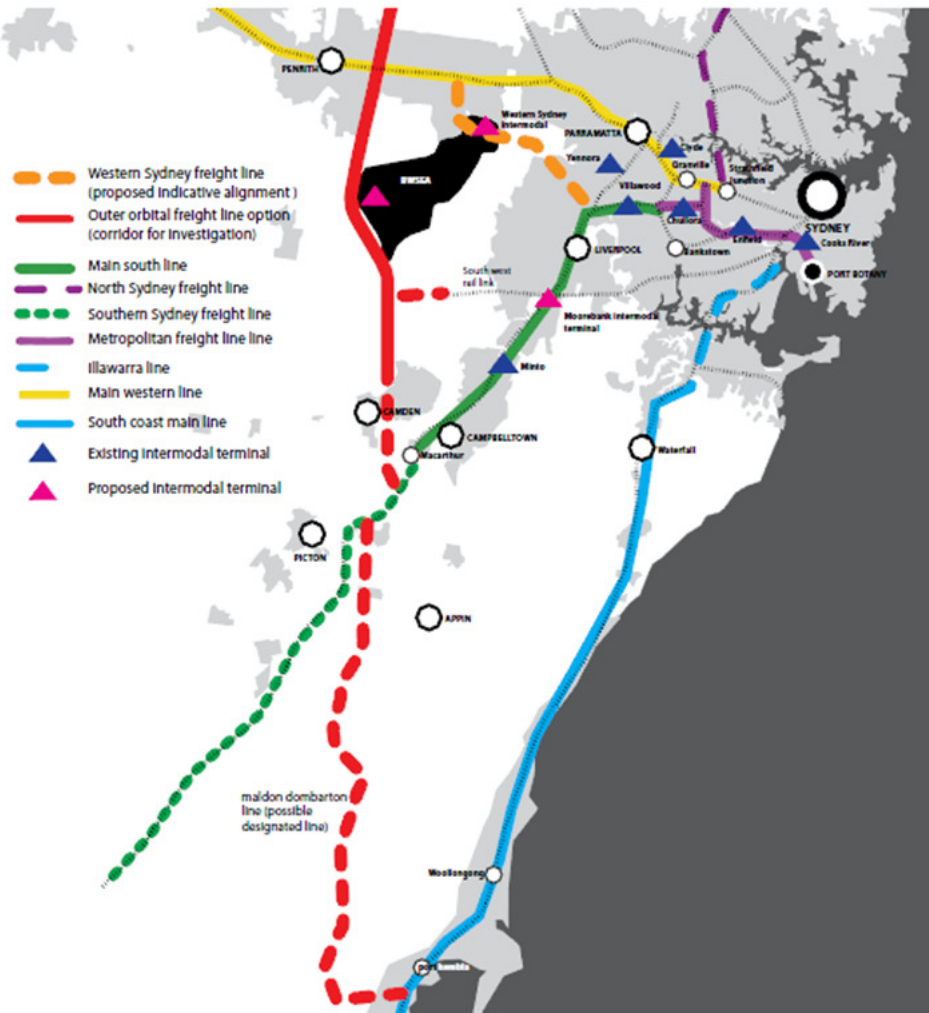 PENRITH
Western Sydney
Intermodal
PARRAMATTA
Clyde
Yennora
Granville
Strathfield
Junction
Western Sydney freight line
(proposed indicative alignment )
BWSEA
Villawood
Outer orbital freight line option
(corridor for investigation)
Chullora
SYDNEY
Enfield
Cooks River
LIVERPOOL
Bankstown
Main south line
South west
rail link
PORT BOTANY
North Sydney freight line
Southern Sydney freight line
Moorebank intermodal
terminal
Metropolitan freight line line
Illawarra line
Minto
Main western line
CAMDEN
South coast main line
CAMPBELLTOWN
Existing intermodal terminal
Macarthur
Waterfall
Proposed intermodal terminal
PICTON
APPIN
maldon dombarton
line (possible
designated line)
Woollongong
port kembla